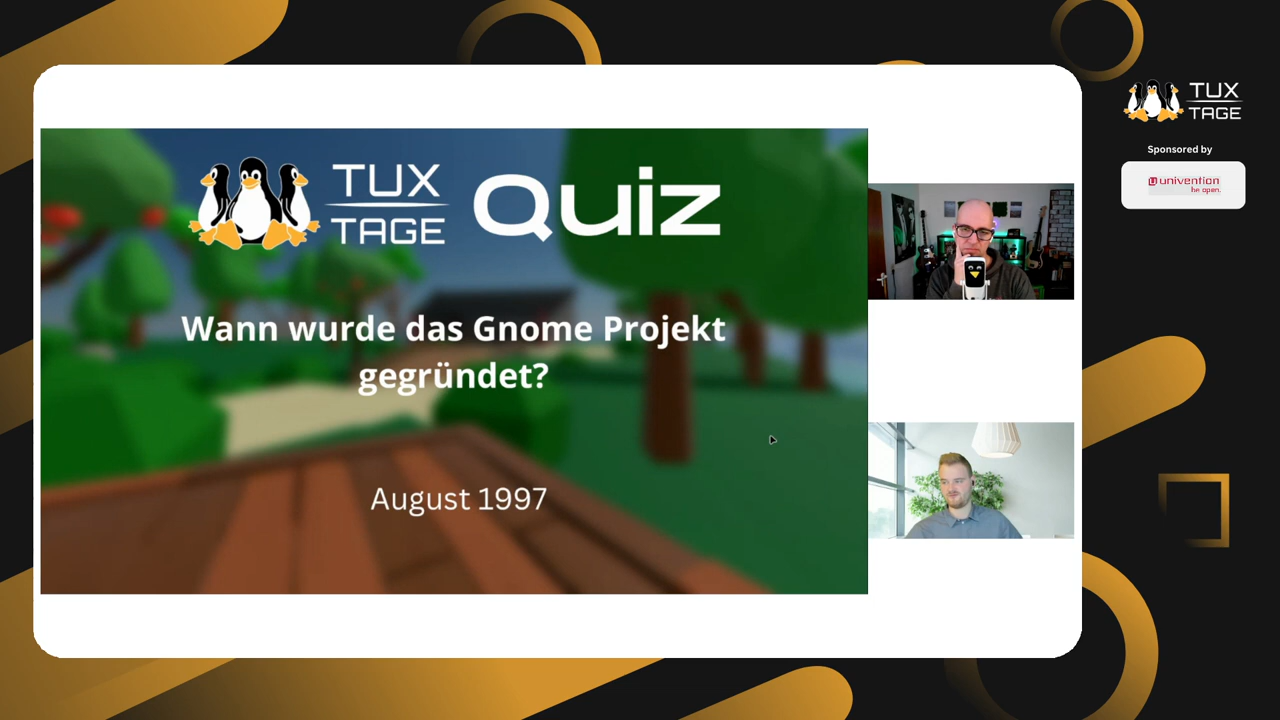 TUX
TAGE
Quiz
Wann wurde das Gnome Projekt
gegründet?
August 1997
TUX
TAGE
Sponsored by
univention
be open.